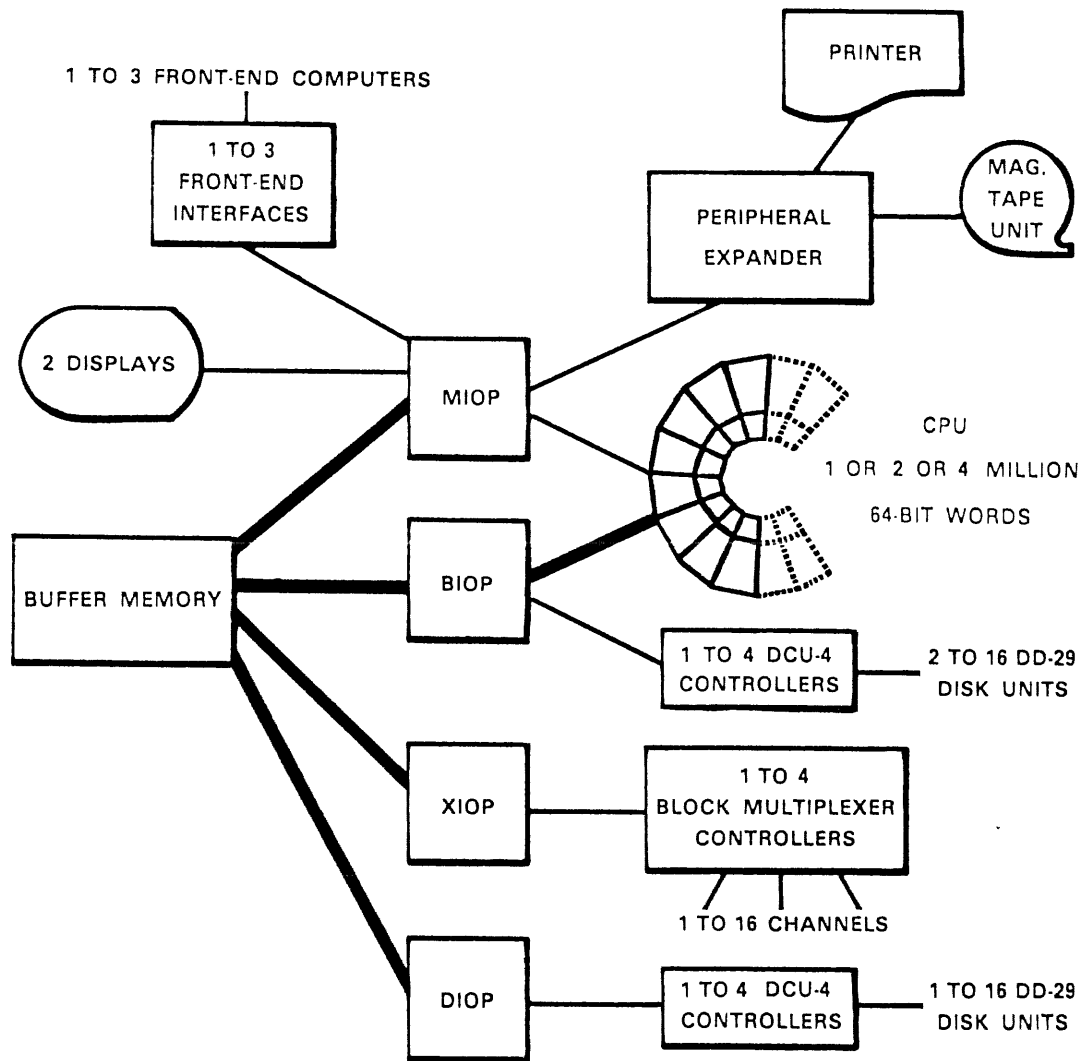 PRINTER
1 TO 3 FRONT-END COMPUTERS
1 TO 3
FRONT-END
INTERFACES
MAG.
TAPE
UNIT
PERIPHERAL
EXPANDER
2 DISPLAYS
MIOP
CPU
1 OR 2 OR 4 MILLION
64-BIT WORDS
BUFFER MEMORY
BIOP
1 TO 4 DCU-4
CONTROLLERS
2 TO 16 DD-29
DISK UNITS
XIOP
1 TO 4
BLOCK MULTIPLEXER
CONTROLLERS
1 TO 16 CHANNELS
DIOP
1 TO 4 DCU-4
CONTROLLERS
1 TO 16 DD-29
DISK UNITS